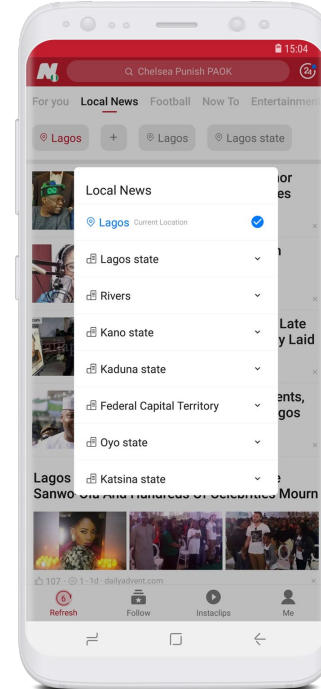 15:04
Chelsea Punish PAOK
24
For you Local News Football Now To Entertainmen
Lagos + Lagos Lagos state
Local News
Lagos Current Location
Lagos state
Rivers
Kano state
Kaduna state
Federal Capital Territory
Oyo state
Katsina state
Late
y Laid
ents,
gos
Lagos
Sanwo-Olu And Hundreds Of Celebrities Mourn
107 · 1 · 1d · dailyadvent.com
6
Refresh Follow Instaclips Me